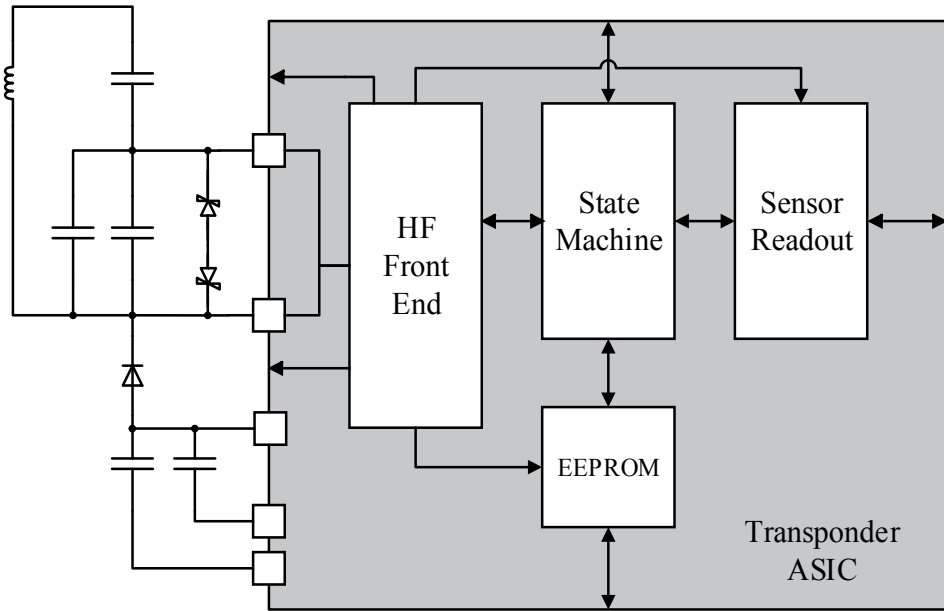 HF
Front
End
State
Machine
Sensor
Readout
EEPROM
Transponder
ASIC